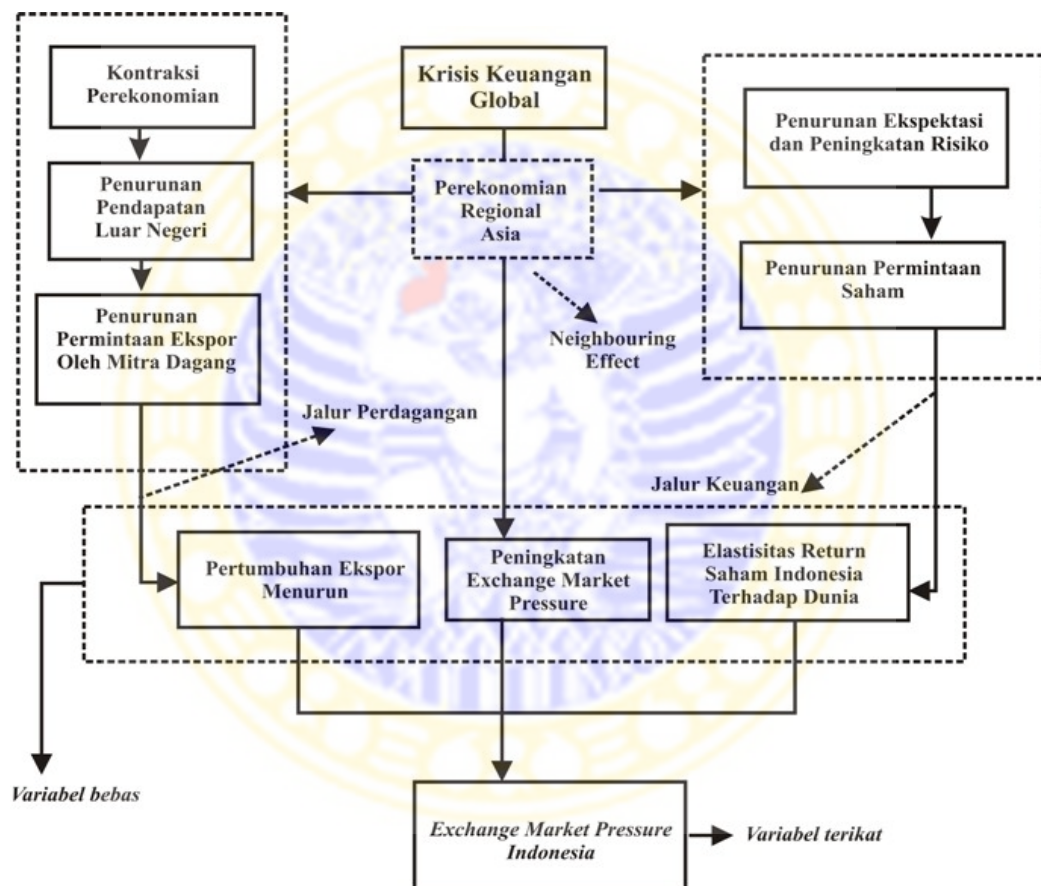 Kontraksi
Perekonomian
Krisis Keuangan
Global
Penurunan Ekspektasi
dan Peningkatan Risiko
Penurunan
Pendapatan
Luar Negeri
Perekonomian
Regional
Asia
Penurunan Permintaan
Saham
Penurunan
Permintaan Ekspor
Oleh Mitra Dagang
Neighbouring
Effect
Jalur Perdagangan
Jalur Keuangan
Pertumbuhan Ekspor
Menurun
Peningkatan
Exchange Market
Pressure
Elastisitas Return
Saham Indonesia
Terhadap Dunia
Variabel bebas
Exchange Market Pressure
Indonesia
Variabel terikat